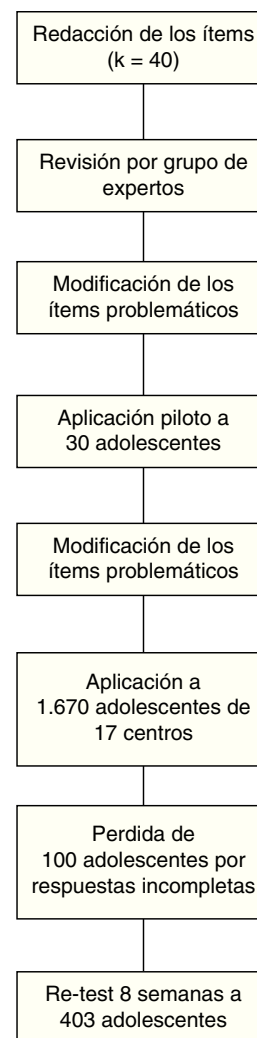 Redacción de los ítems
(k = 40)
Revisión por grupo de
expertos
Modificación de los
ítems problemáticos
Aplicación piloto a
30 adolescentes
Modificación de los
ítems problemáticos
Aplicación a
1.670 adolescentes de
17 centros
Perdida de
100 adolescentes por
respuestas incompletas
Re-test 8 semanas a
403 adolescentes